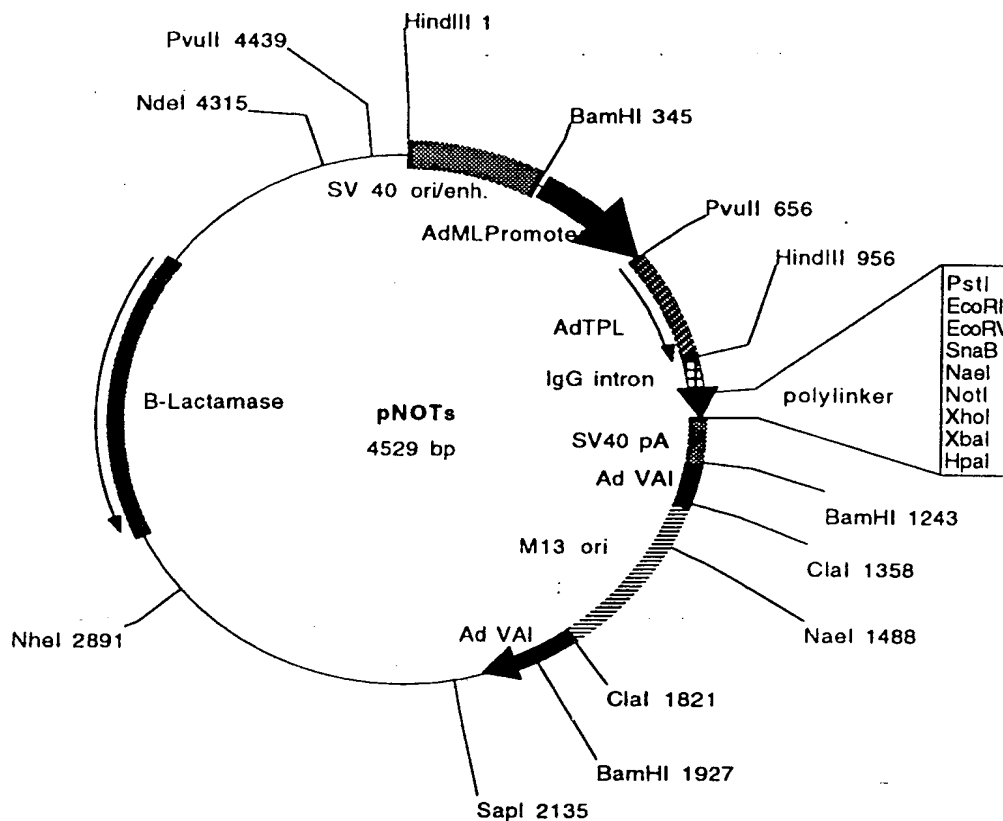 HindIII 1
PvuII 4439
NdeI 4315
BamHI 345
SV 40 ori/enh.
AdMLPromote
PvuII 656
HindIII 956
AdTPL
IgG intron
polylinker
PstI
EcoRI
EcoRV
SnaB
NaeI
NotI
XhoI
XbaI
HpaI
B-Lactamase
pNOTs
4529 bp
SV40 pA
Ad VAI
BamHI 1243
M13 ori
ClaI 1358
NaeI 1488
NheI 2891
Ad VAI
ClaI 1821
BamHI 1927
SapI 2135